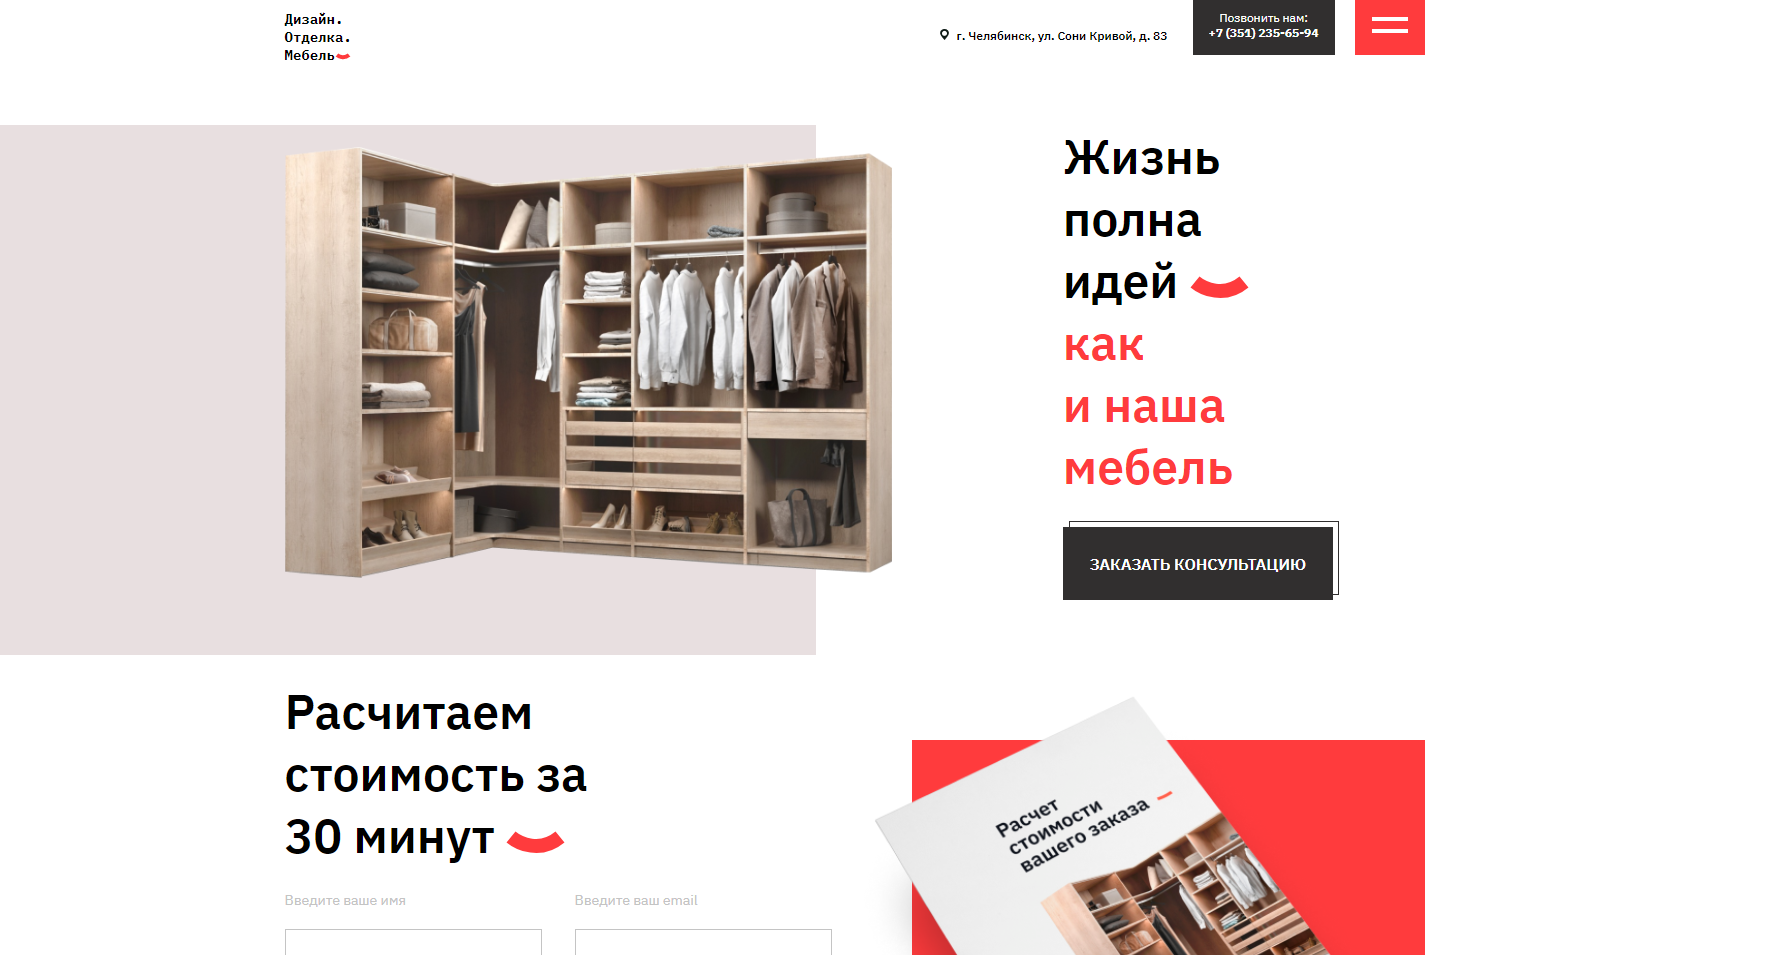 Дизайн.
Отделка.
Мебель
г. Челябинск, ул. Сони Кривой, д. 83
Позвонить нам:
+7 (351) 235-65-94
Жизнь
полна
идей
как
и наша
мебель
ЗАКАЗАТЬ КОНСУЛЬТАЦИЮ
Расчитаем
стоимость за
30 минут
Введите ваше имя
Введите ваш email
Расчет
стоимости
вашего заказа